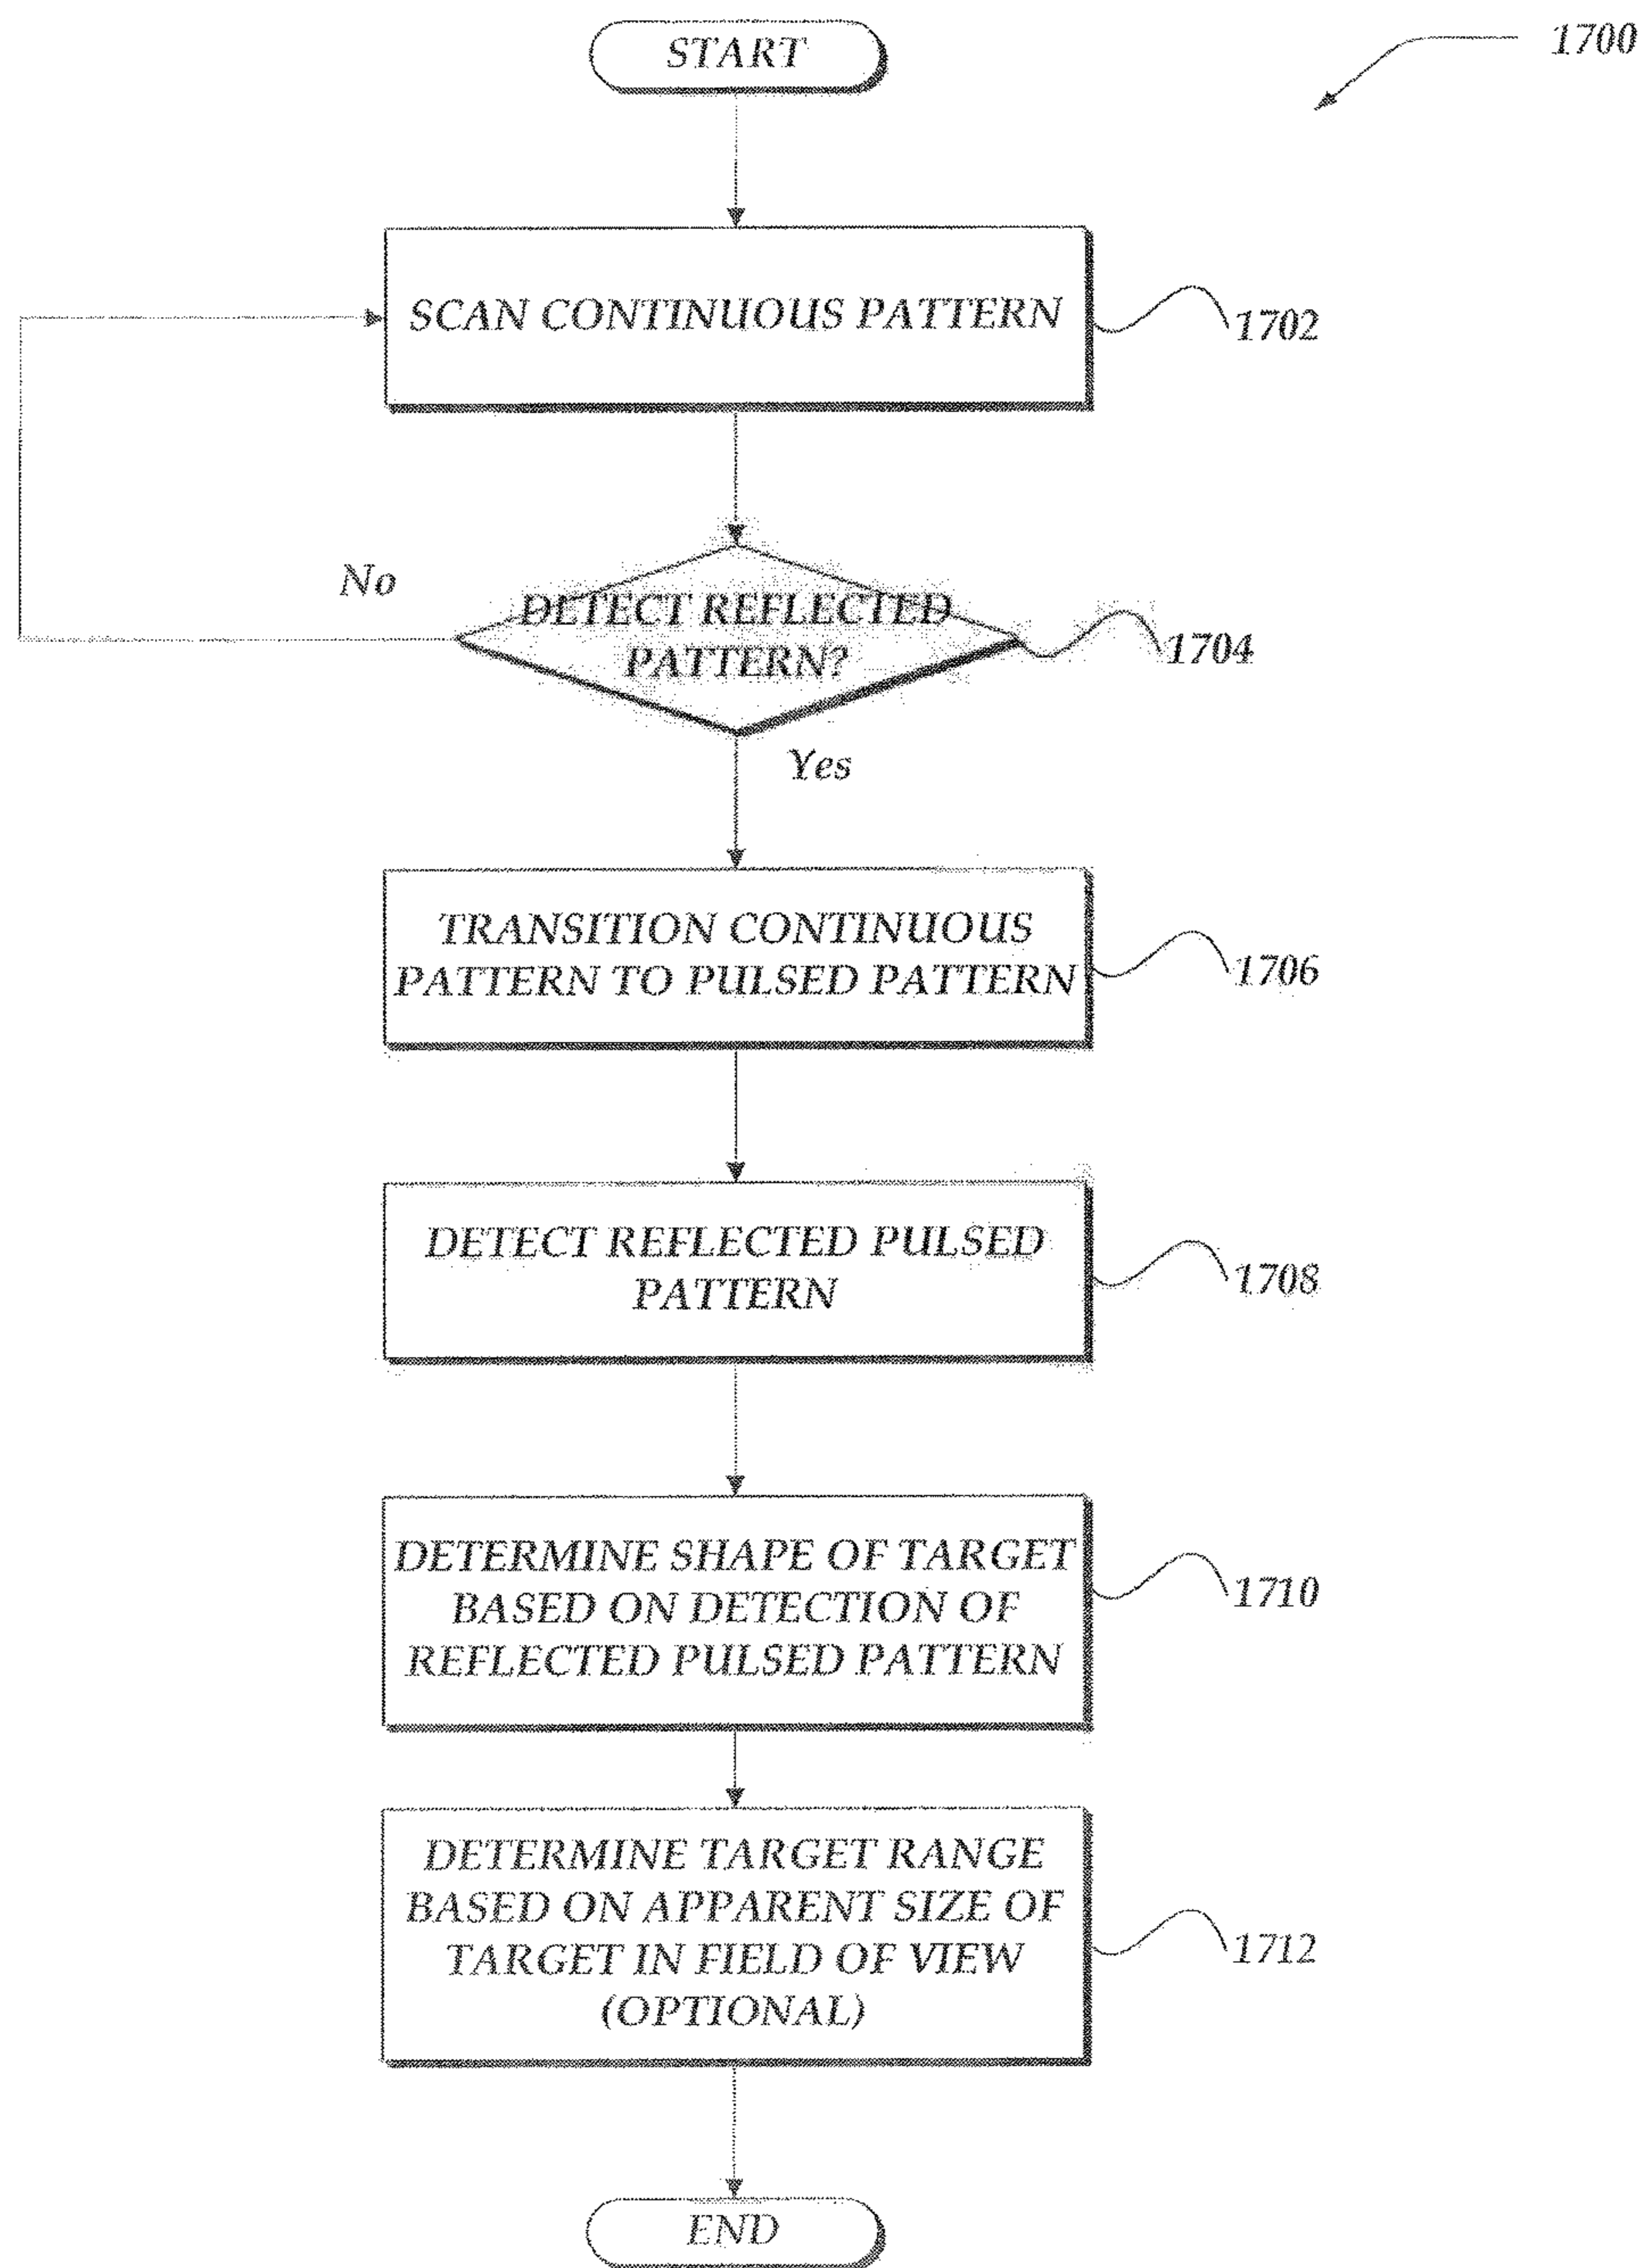 START
1700
SCAN CONTINUOUS PATTERN
1702
No
DETECT REFLECTED
PATTERN?
1704
Yes
TRANSITION CONTINUOUS
PATTERN TO PULSED PATTERN
1706
DETECT REFLECTED PULSED
PATTERN
1708
DETERMINE SHAPE OF TARGET
BASED ON DETECTION OF
REFLECTED PULSED PATTERN
1710
DETERMINE TARGET RANGE
BASED ON APPARENT SIZE OF
TARGET IN FIELD OF VIEW
(OPTIONAL)
1712
END